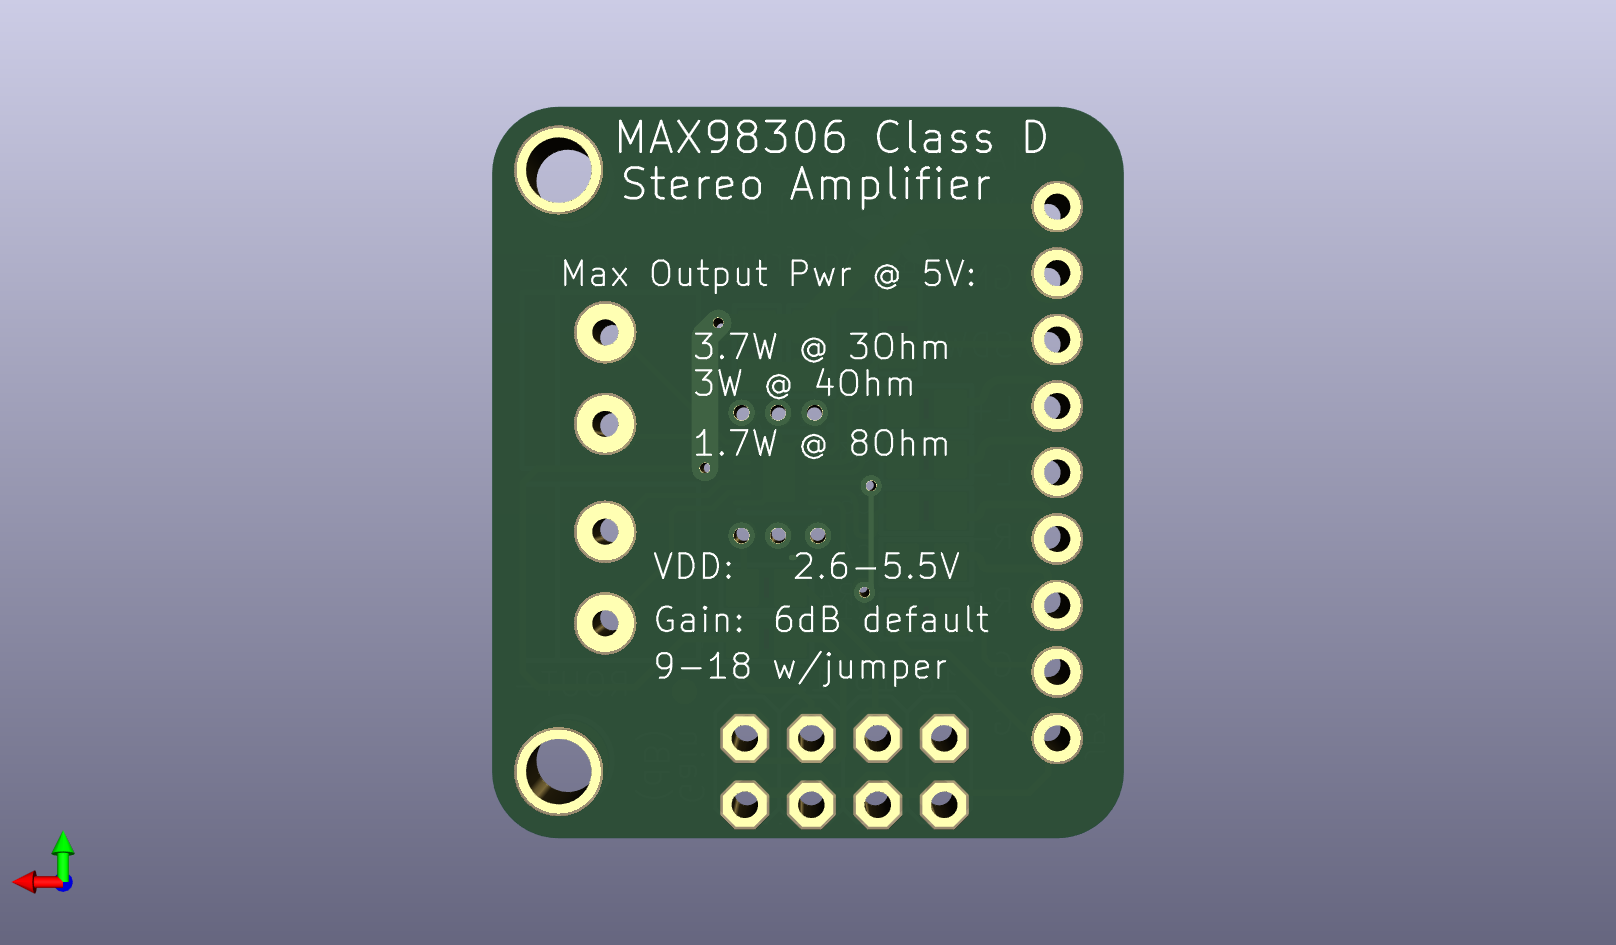 MAX98306 Class D
Stereo Amplifier
Max Output Pwr @ 5V:
3.7W @ 3Ohm
3W @ 4Ohm
1.7W @ 8Ohm
VDD: 2.6-5.5V
Gain: 6dB default
9-18 w/jumper